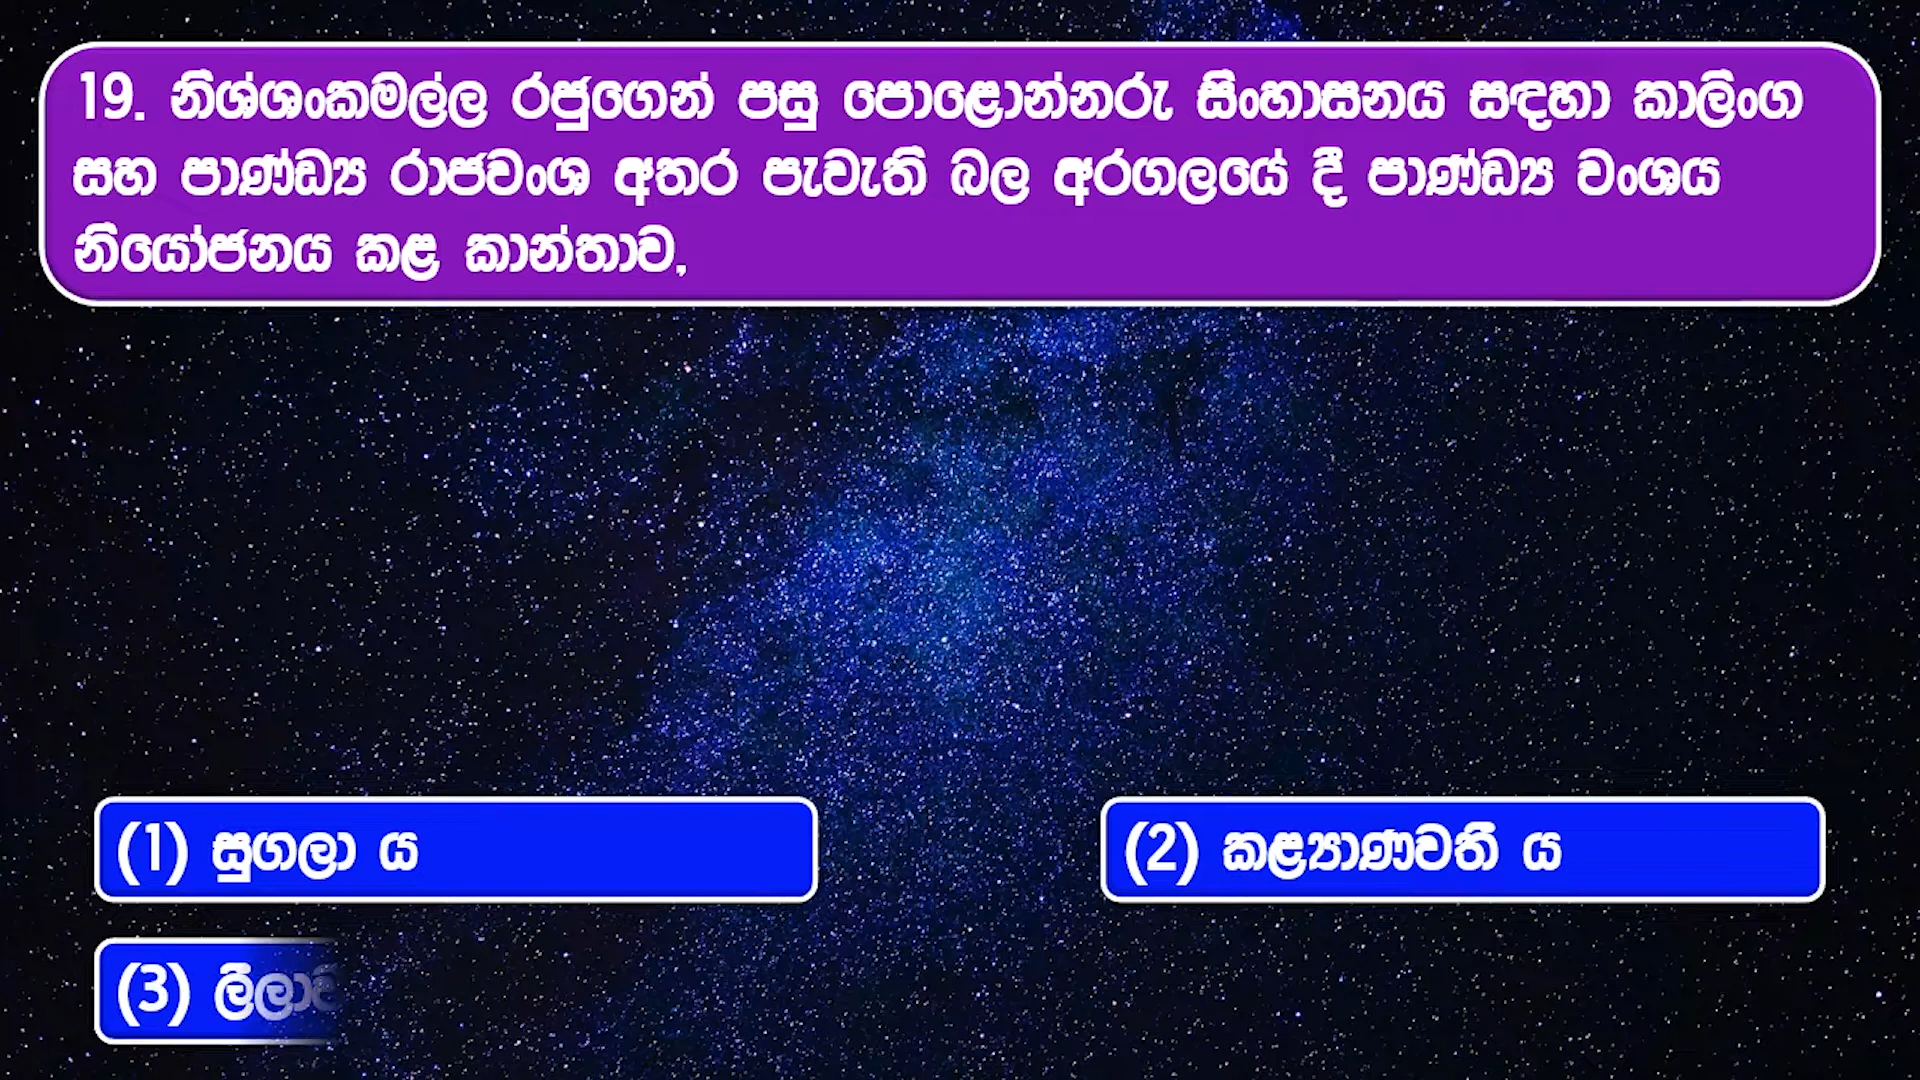 19. නිශ්ශංකමල්ල රජුගෙන් පසු පොළොන්නරු සිංහාසනය සඳහා කාලිංග
සහ පාණ්ඩ්‍ය රාජවංශ අතර පැවැති බල අරගලයේ දී පාණ්ඩ්‍ය වංශය
නියෝජනය කළ කාන්තාව,
(1) සුගලා ය
(2) කල්‍යාණවතී ය
(3)